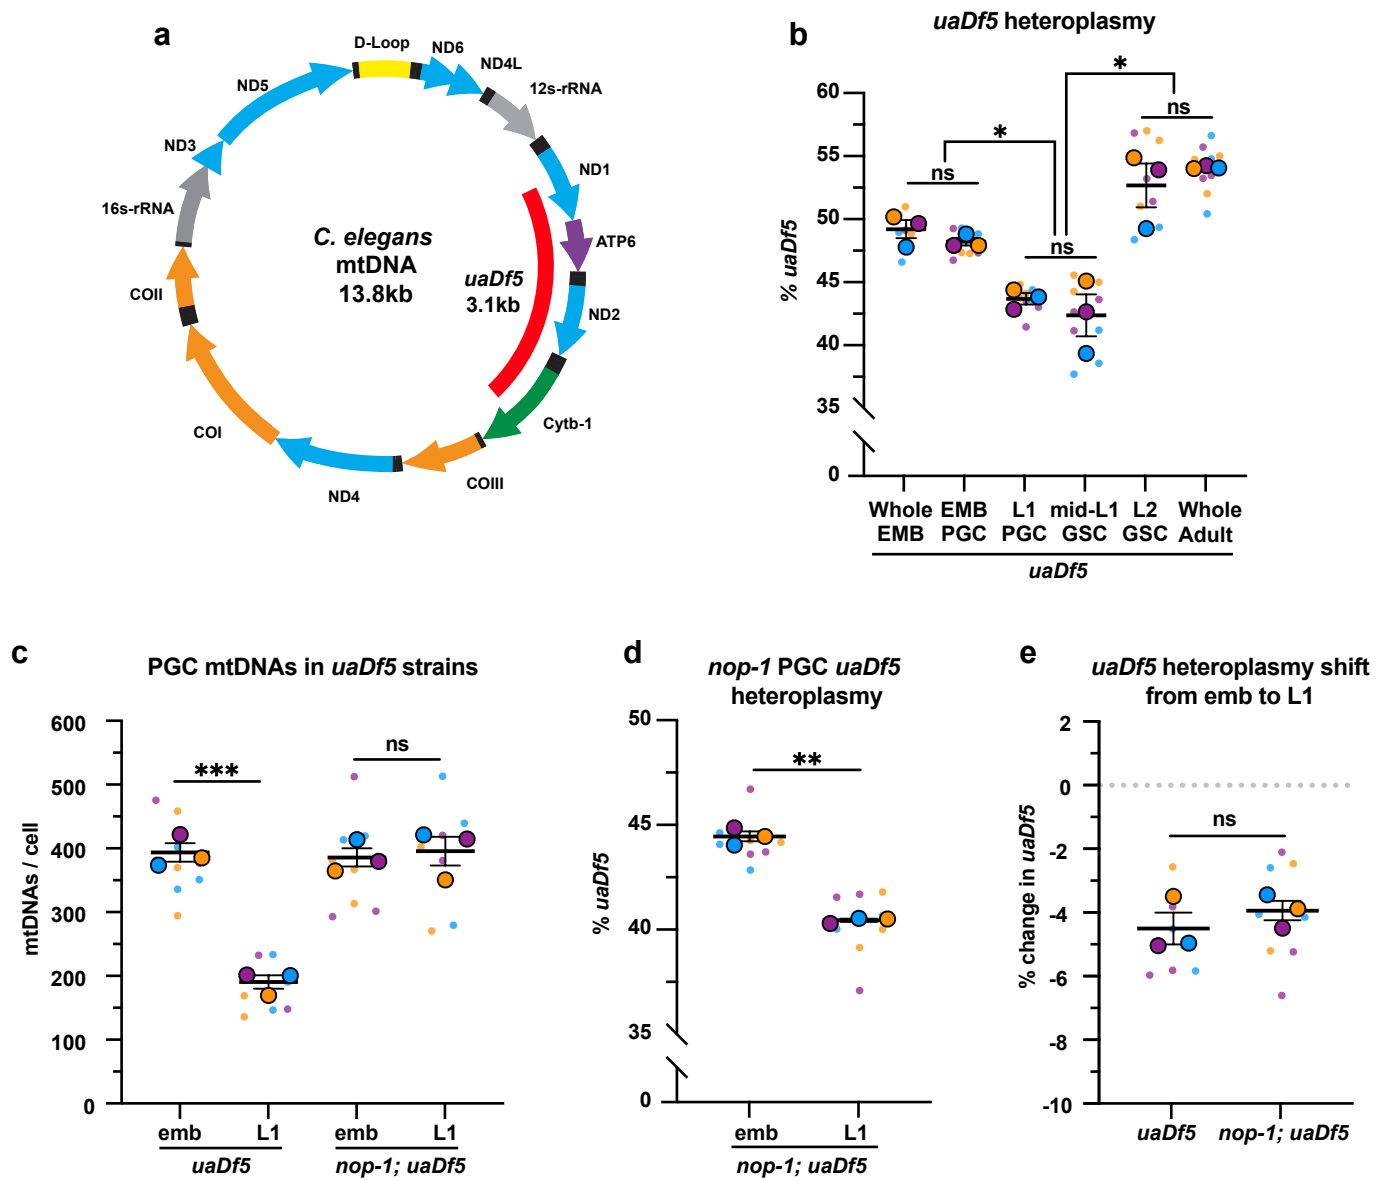 a
D-Loop
ND6
ND4L
12s-rRNA
ND1
ATP6
ND2
Cytb-1
COIII
ND4
COI
COII
16s-rRNA
ND3
ND5
C. elegans
mtDNA
13.8kb
uaDf5
3.1kb
b
uaDf5 heteroplasmy
% uaDf5
60
55
50
45
40
35
0
ns
*
ns
*
ns
Whole EMB PGC
EMB
L1 PGC
mid-L1 GSC
L2 GSC
Whole Adult
uaDf5
c
PGC mtDNAs in uaDf5 strains
mtDNAs / cell
600
500
400
300
200
100
0
***
ns
emb L1 emb L1
uaDf5 nop-1; uaDf5
d
nop-1 PGC uaDf5
heteroplasmy
% uaDf5
50
45
40
35
0
**
emb L1
nop-1; uaDf5
e
uaDf5 heteroplasmy shift
from emb to L1
% change in uaDf5
2
0
-2
-4
-6
-8
-10
ns
uaDf5 nop-1; uaDf5